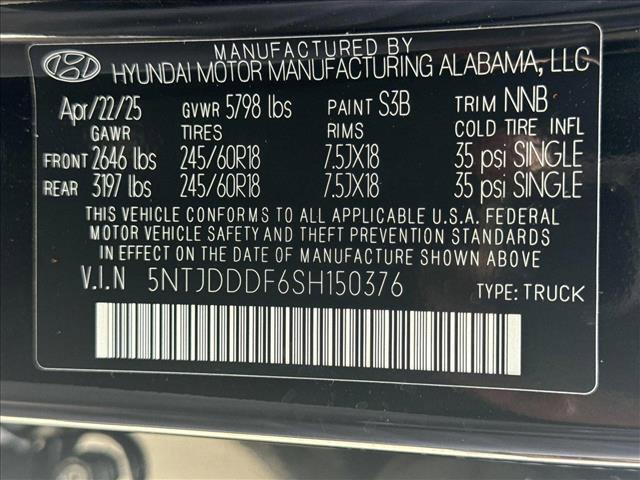 MANUFACTURED BY
HYUNDAI MOTOR MANUFACTURING ALABAMA, LLC
Apr/22/25 GVWR 5798 lbs PAINT S3B TRIM NNB
GAWR TIRES RIMS COLD TIRE INFL
FRONT 2646 lbs 245/60R18 7.5JX18 35 psi SINGLE
REAR 3197 lbs 245/60R18 7.5JX18 35 psi SINGLE
THIS VEHICLE CONFORMS TO ALL APPLICABLE U.S.A. FEDERAL
MOTOR VEHICLE SAFETY AND THEFT PREVENTION STANDARDS
IN EFFECT ON THE DATE OF MANUFACTURE SHOWN ABOVE
V.I.N 5NTJDDDF6SH150376 TYPE: TRUCK